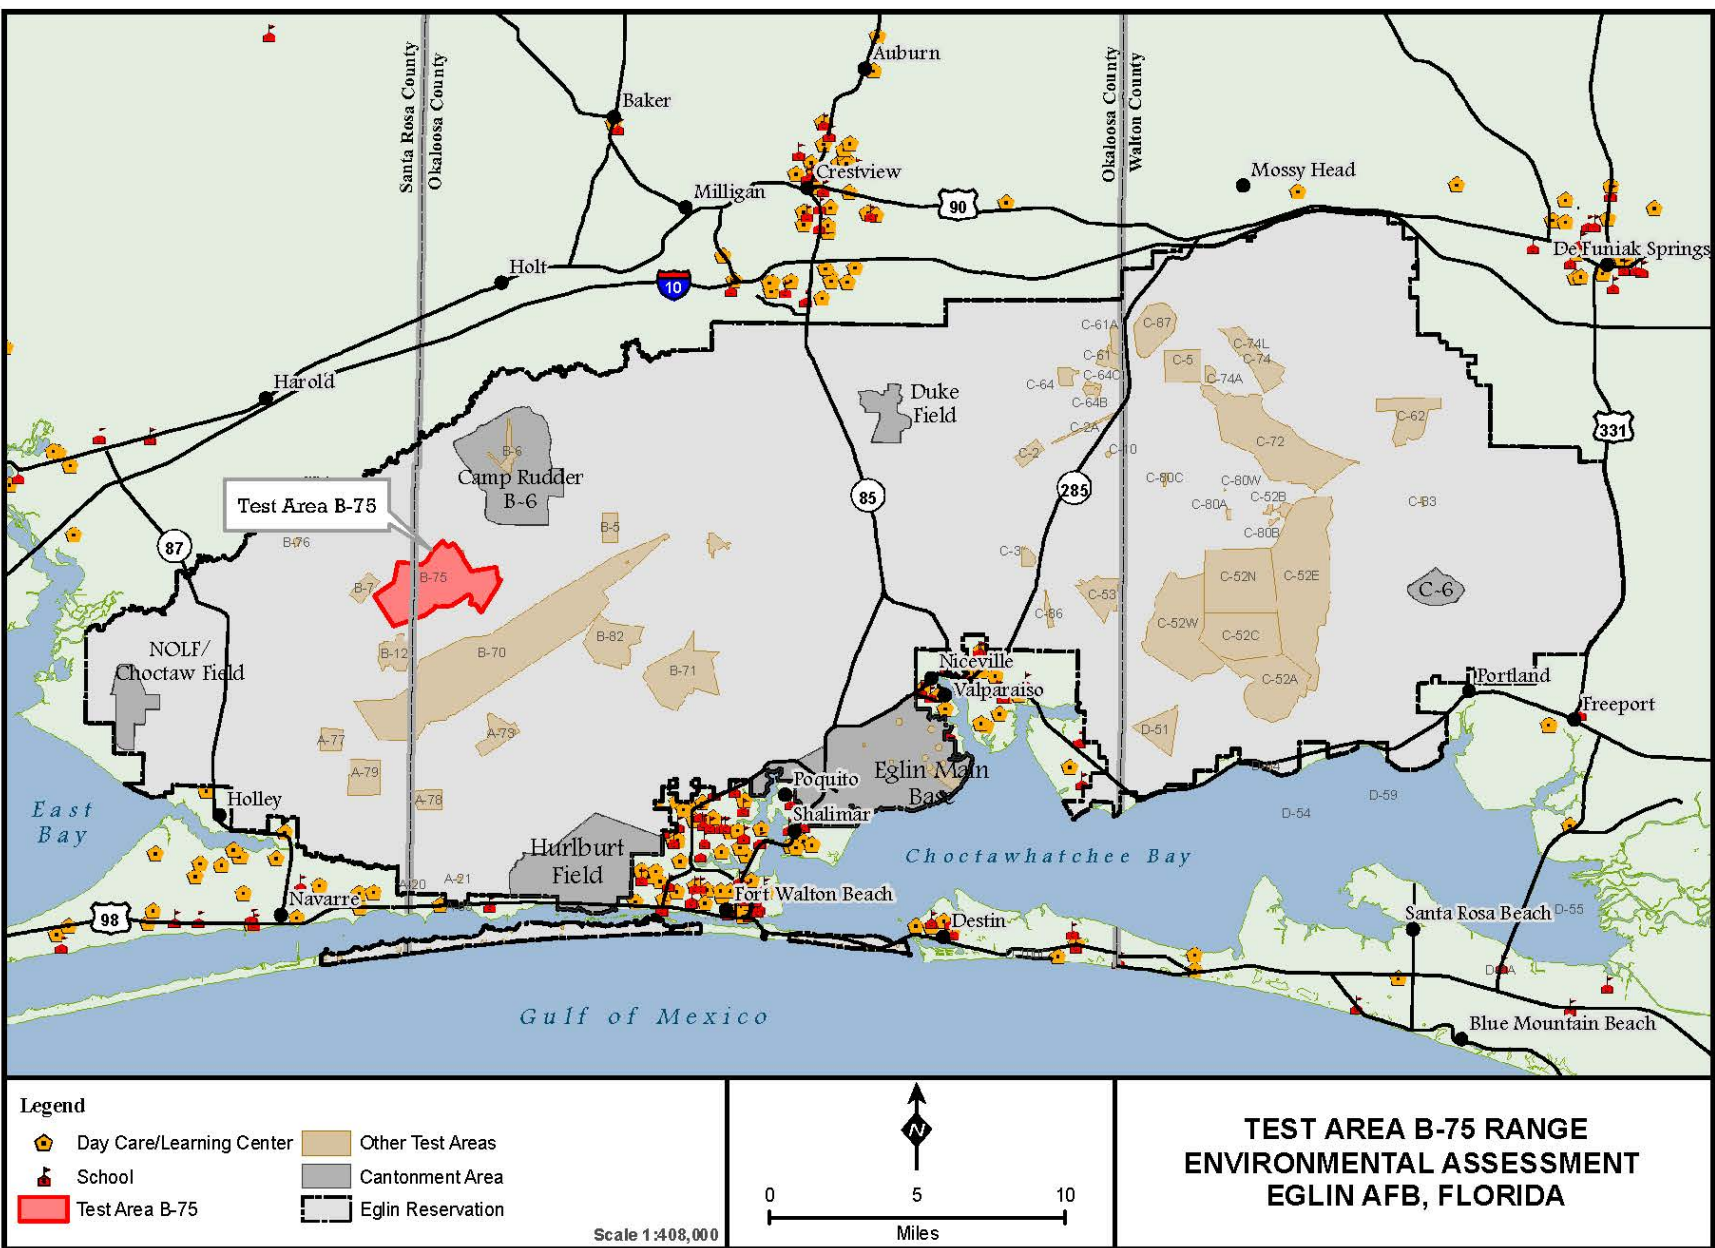 Santa Rosa County
Okaloosa County
Okaloosa County
Walton County
Auburn
Baker
Crestview
Milligan
Mossy Head
90
De Funiak Springs
Holt
10
Harold
C-61A
C-87
C-61
C-5
C-74L
C-74
C-64
C-64C
C-74A
C-64B
Duke
Field
C-62
C-2A
C-72
331
C-2
C-10
B-6
Camp Rudder
B-6
C-80C
C-80W
85
285
C-52B
C-80A
C-83
C-80B
Test Area B-75
B-5
87
B-76
C-3
B-75
B-7
C-52N
C-52E
C-53
C-6
C-86
C-52W
C-52C
B-82
NOLF/
Choctaw Field
B-12
B-70
B-71
Niceville
Valparaiso
C-52A
Portland
Freeport
A-77
A-73
D-51
A-79
Eglin Main
Base
Poquito
A-78
Holley
Shalimar
D-59
D-54
East
Bay
Hurlburt
Field
Choctawhatchee Bay
A-21
Navarre
98
Fort Walton Beach
Destin
Santa Rosa Beach
D-55
Gulf of Mexico
Blue Mountain Beach
Legend
Day Care/Learning Center
School
Test Area B-75
Other Test Areas
Cantonment Area
Eglin Reservation
Scale 1:408,000
N
0 5 10
Miles
TEST AREA B-75 RANGE
ENVIRONMENTAL ASSESSMENT
EGLIN AFB, FLORIDA